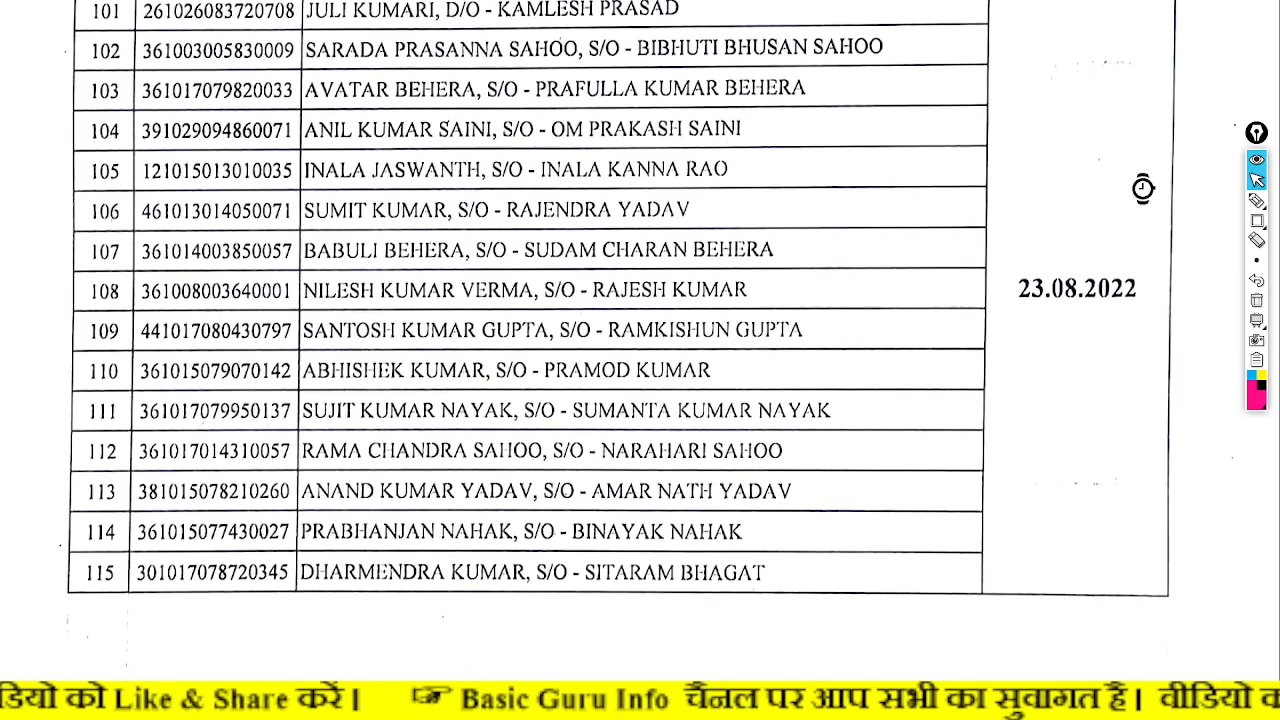 101 261026083720708 JULI KUMARI, D/O - KAMLESH PRASAD
102 361003005830009 SARADA PRASANNA SAHOO, S/O - BIBHUTI BHUSAN SAHOO
103 361017079820033 AVATAR BEHERA, S/O - PRAFULLA KUMAR BEHERA
104 391029094860071 ANIL KUMAR SAINI, S/O - OM PRAKASH SAINI
105 121015013010035 INALA JASWANTH, S/O - INALA KANNA RAO
106 461013014050071 SUMIT KUMAR, S/O - RAJENDRA YADAV
107 361014003850057 BABULI BEHERA, S/O - SUDAM CHARAN BEHERA
108 361008003640001 NILESH KUMAR VERMA, S/O - RAJESH KUMAR
23.08.2022
109 441017080430797 SANTOSH KUMAR GUPTA, S/O - RAMKISHUN GUPTA
110 361015079070142 ABHISHEK KUMAR, S/O - PRAMOD KUMAR
111 361017079950137 SUJIT KUMAR NAYAK, S/O - SUMANTA KUMAR NAYAK
112 361017014310057 RAMA CHANDRA SAHOO, S/O - NARAHARI SAHOO
113 381015078210260 ANAND KUMAR YADAV, S/O - AMAR NATH YADAV
114 361015077430027 PRABHANJAN NAHAK, S/O - BINAYAK NAHAK
115 301017078720345 DHARMENDRA KUMAR, S/O - SITARAM BHAGAT
डियो को Like & Share करें। ☞ Basic Guru Info चैनल पर आप सभी का सुवागत है। वीडियो